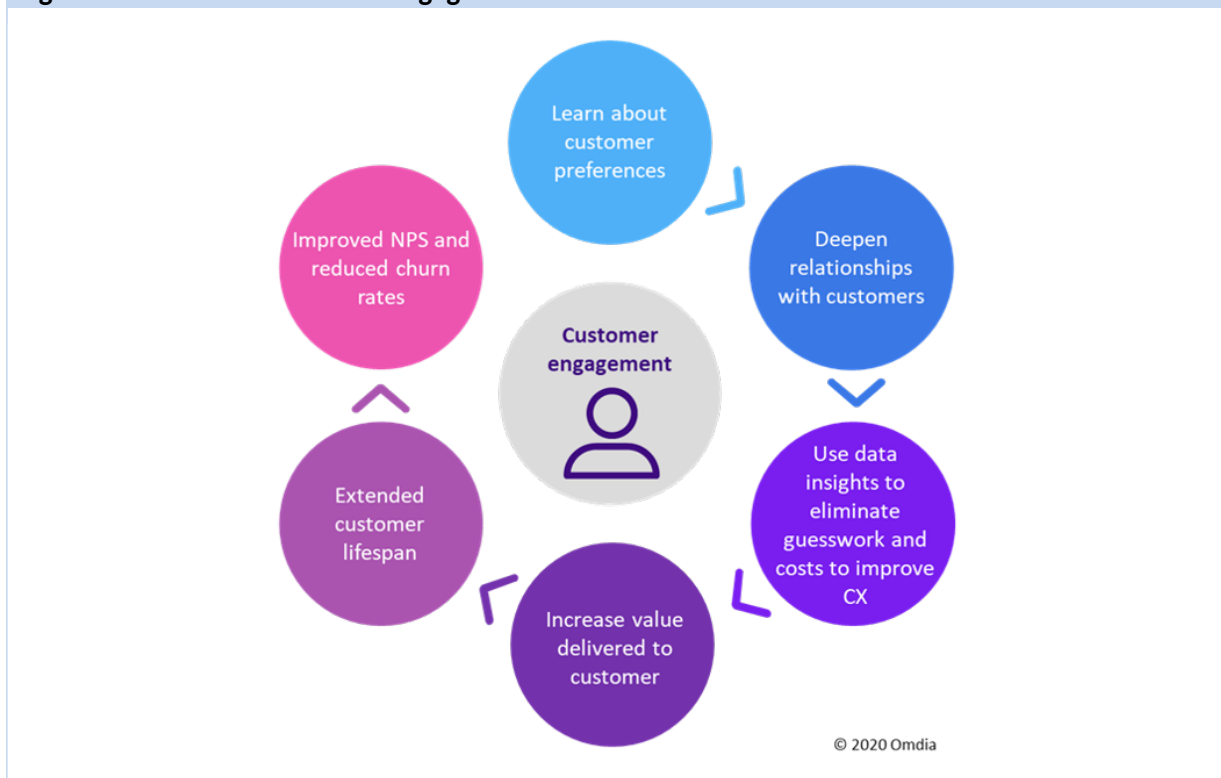 Learn about
customer
preferences
Deepen
relationships
with customers
Use data
insights to
eliminate
guesswork and
costs to improve
CX
Increase value
delivered to
customer
Extended
customer
lifespan
Improved NPS and
reduced churn
rates
Customer
engagement
© 2020 Omdia